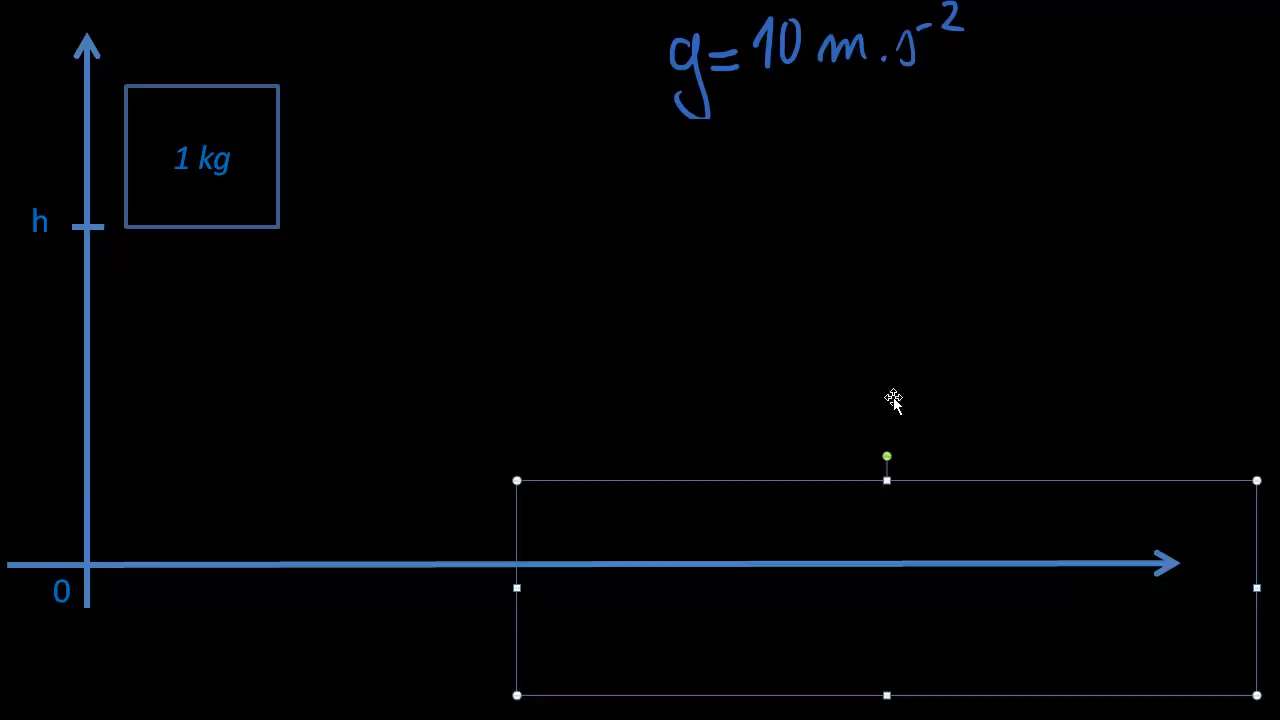 g = 10 m.s⁻²
1 kg
h
0